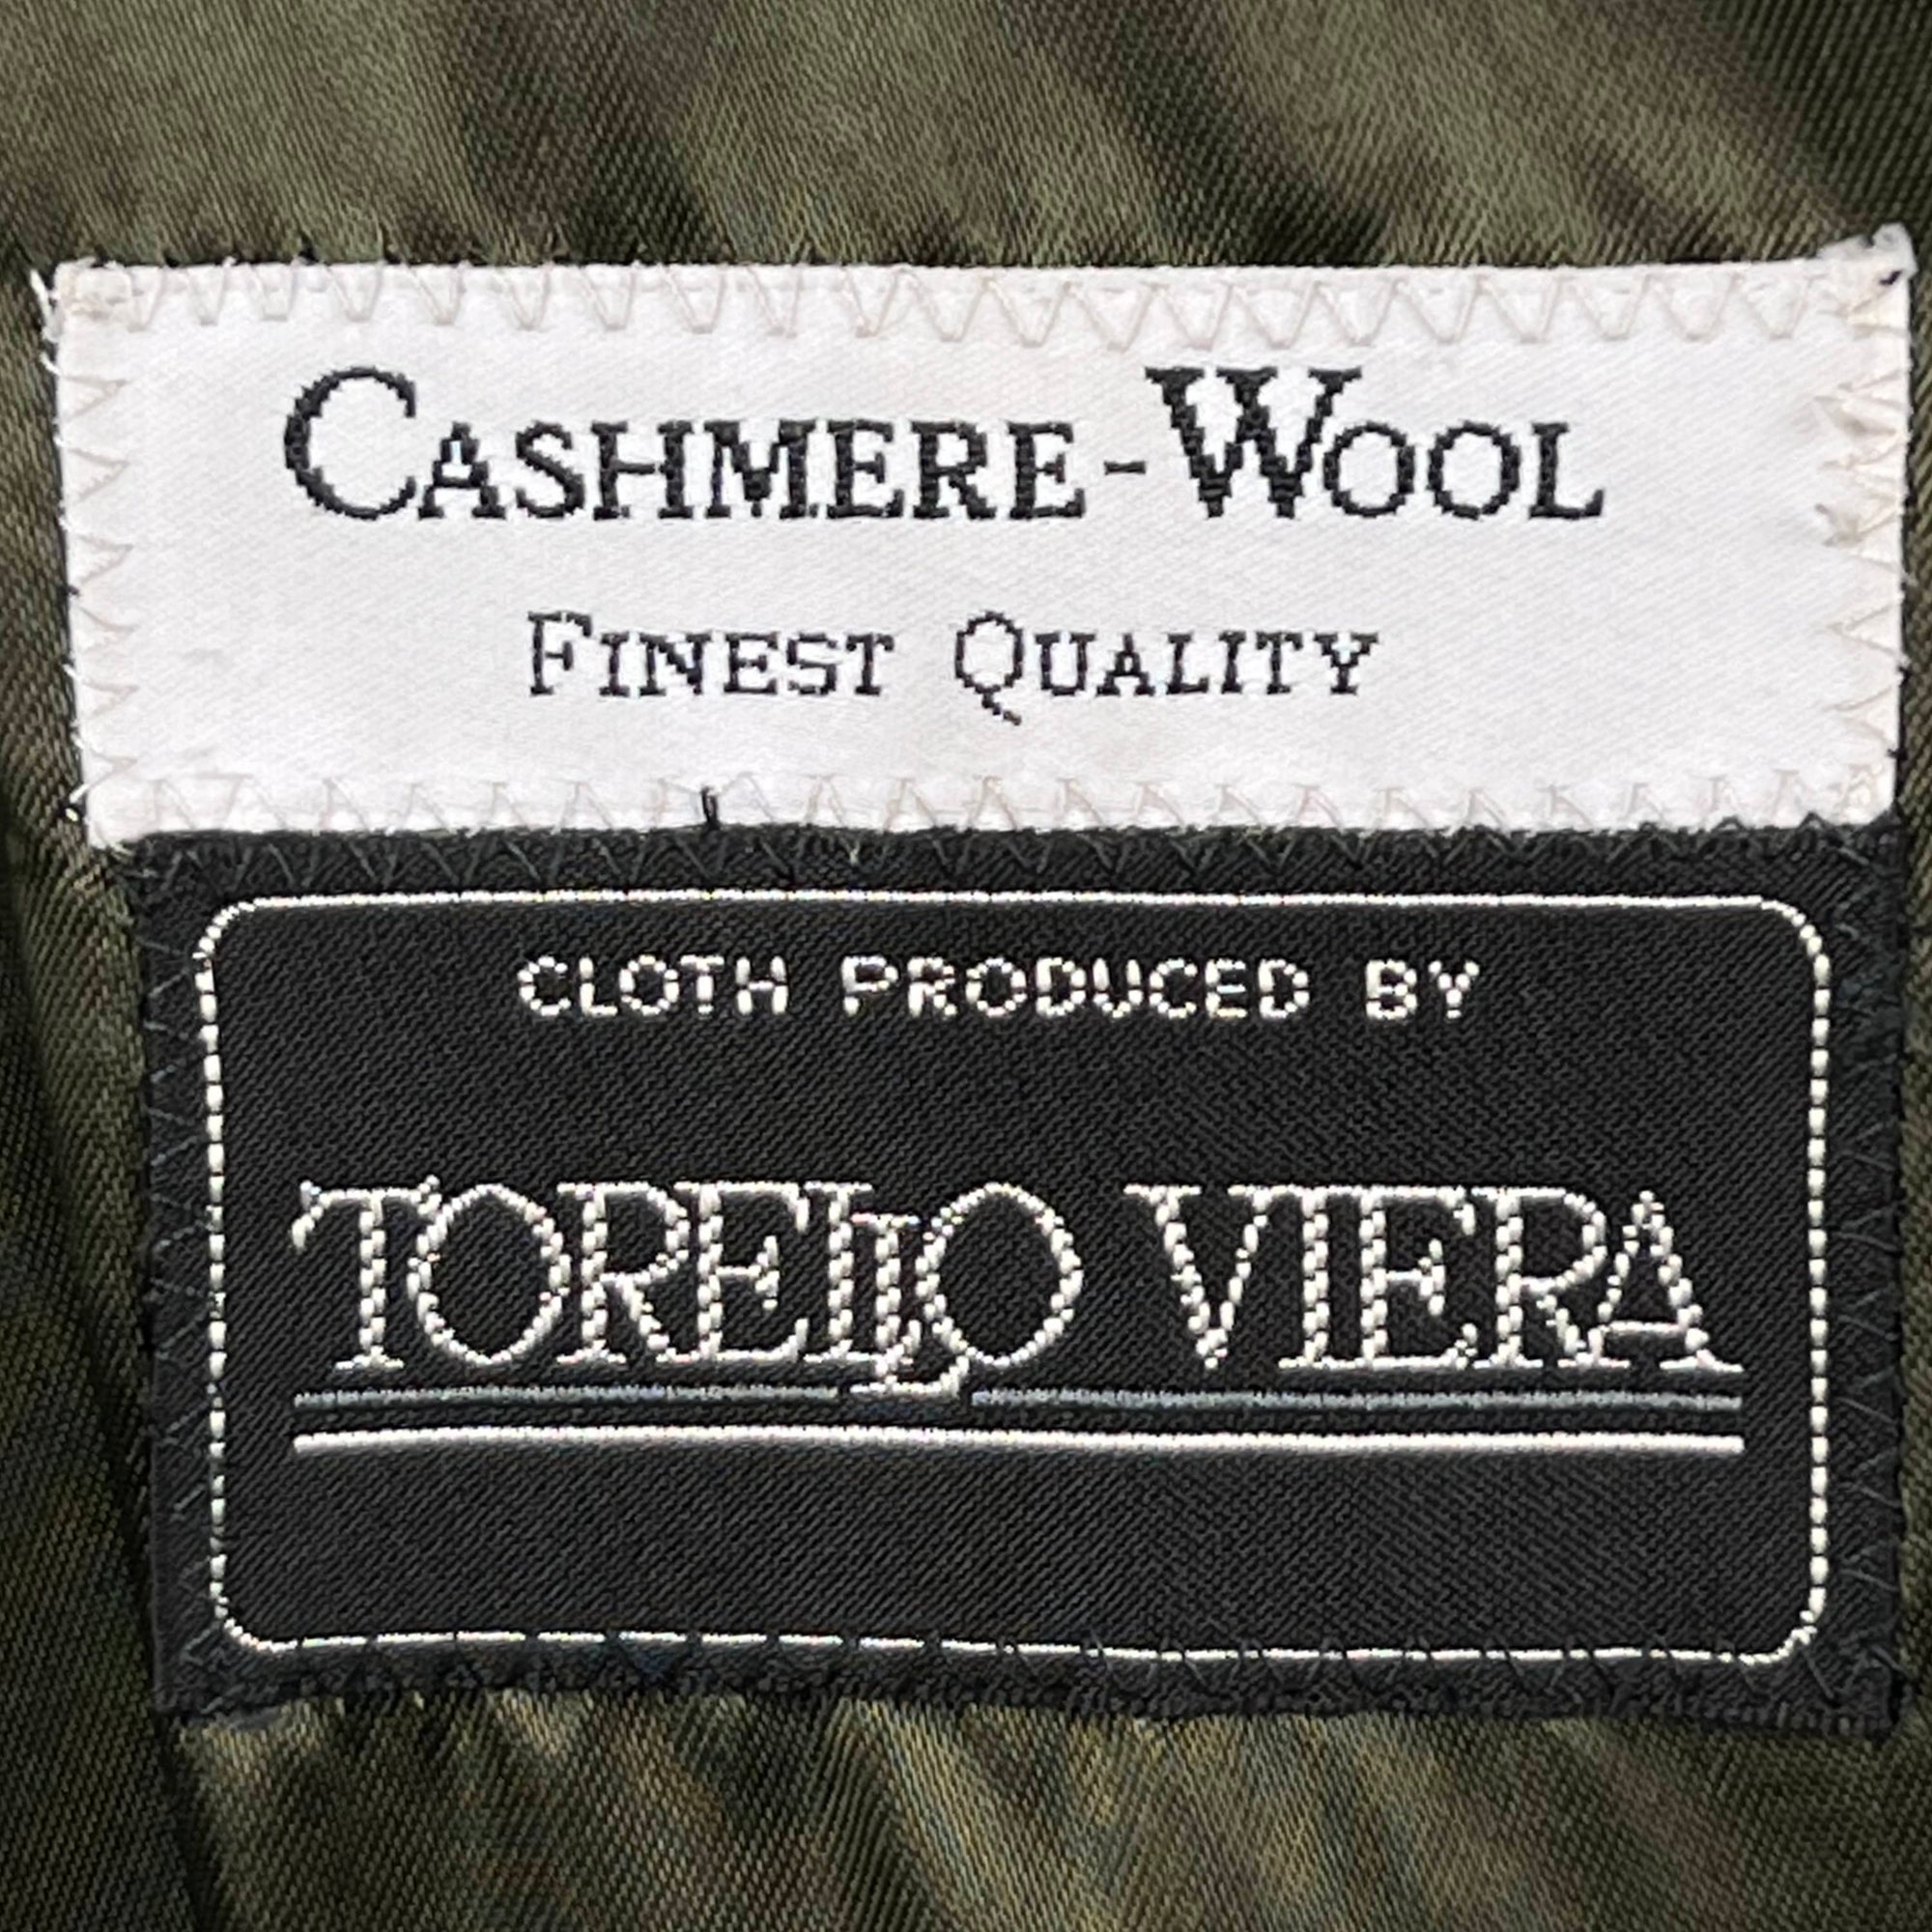 CASHMERE-WOOL
FINEST QUALITY
CLOTH PRODUCED BY
TORELLO VIERA